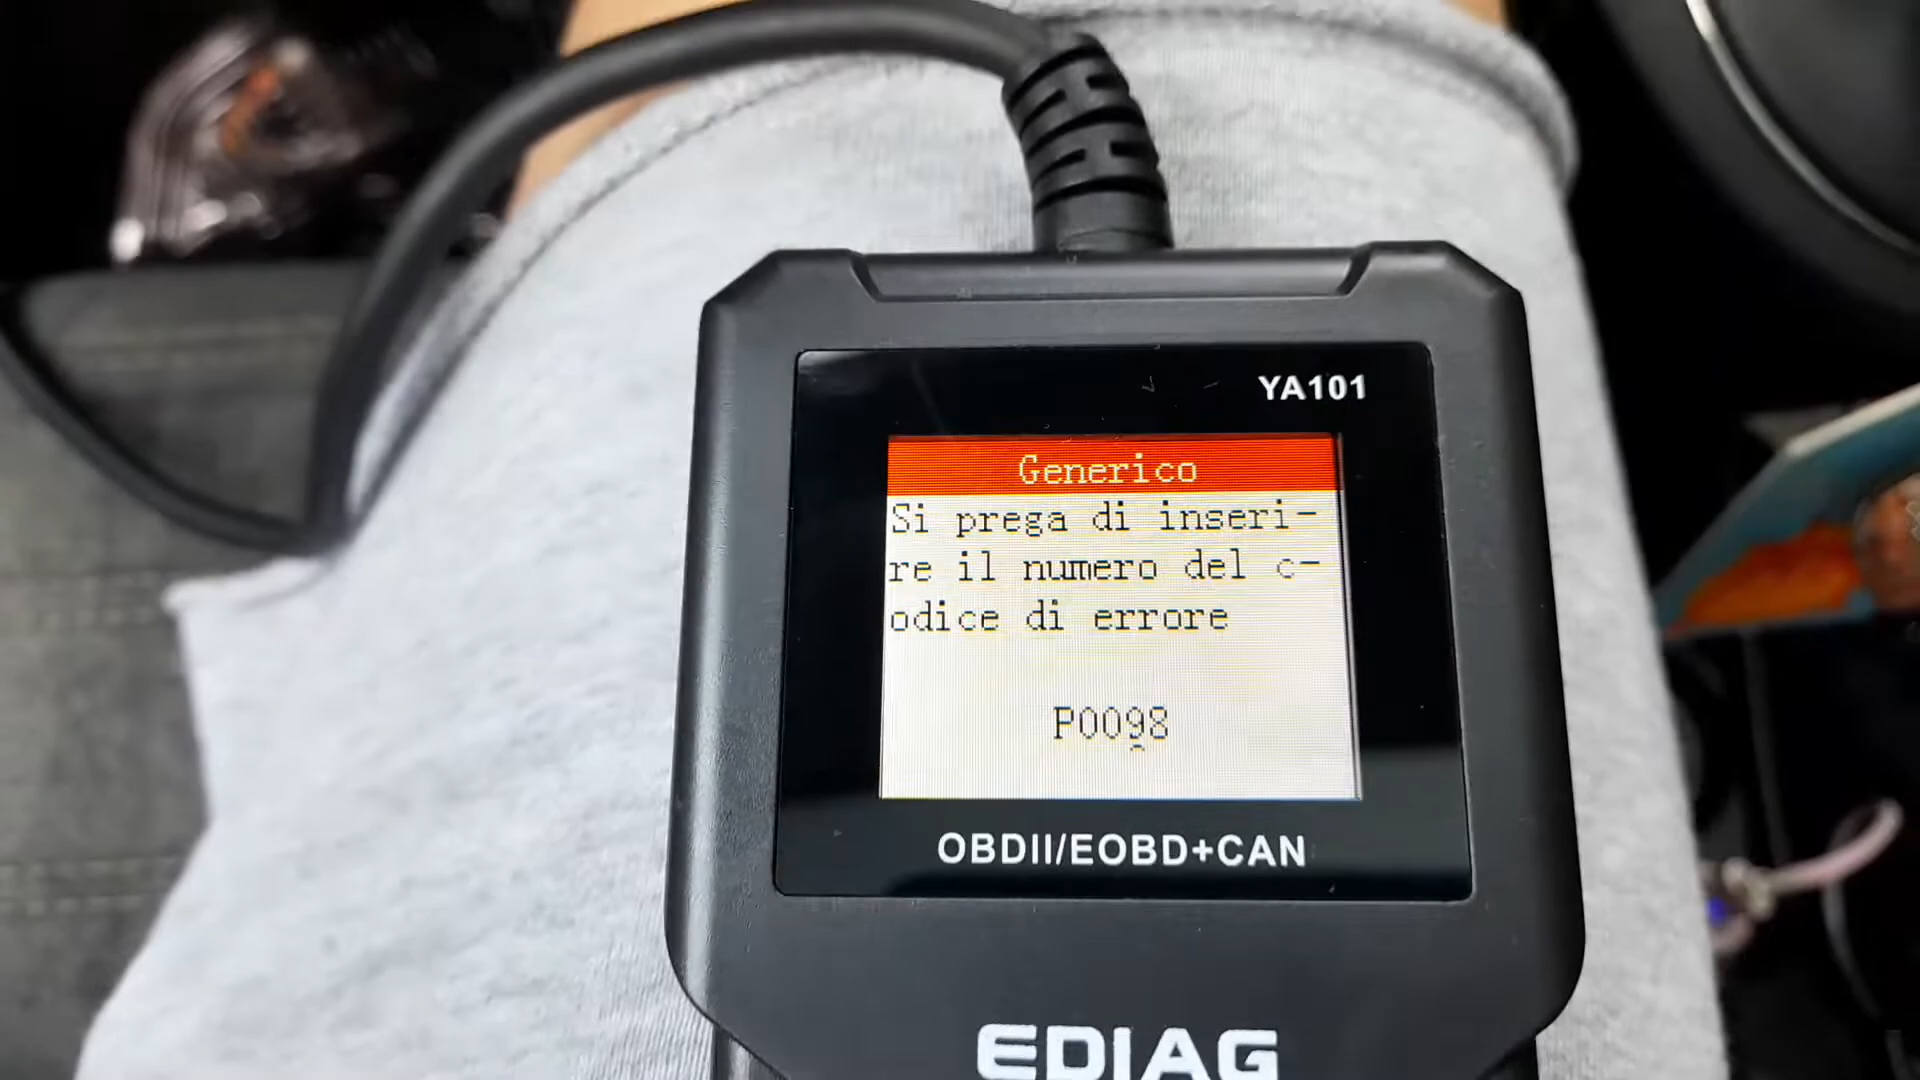 YA101
Generico
Si prega di inseri-
re il numero del c-
odice di errore
P0098
OBDII/EOBD+CAN
EDIAG